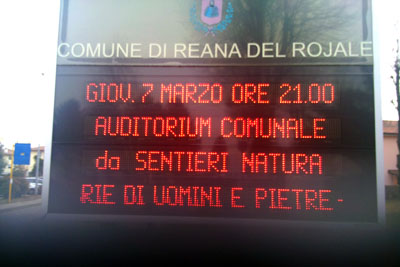 COMUNE DI REANA DEL ROJALE
GIOV. 7 MARZO ORE 21.00
AUDITORIUM COMUNALE
da SENTIERI NATURA
RIE DI UOMINI E PIETRE-